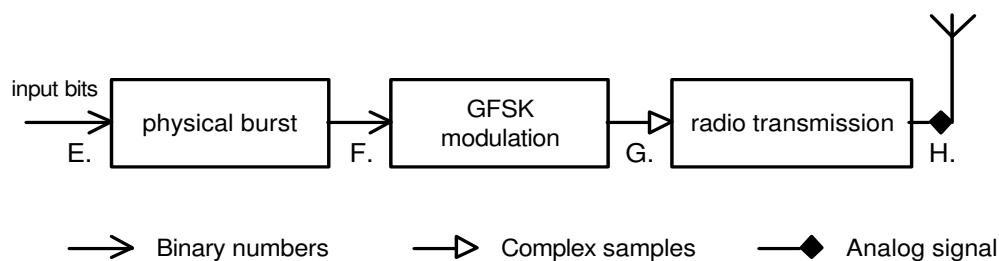 input bits
physical burst
GFSK
modulation
radio transmission
E.
F.
G.
H.
Binary numbers
Complex samples
Analog signal